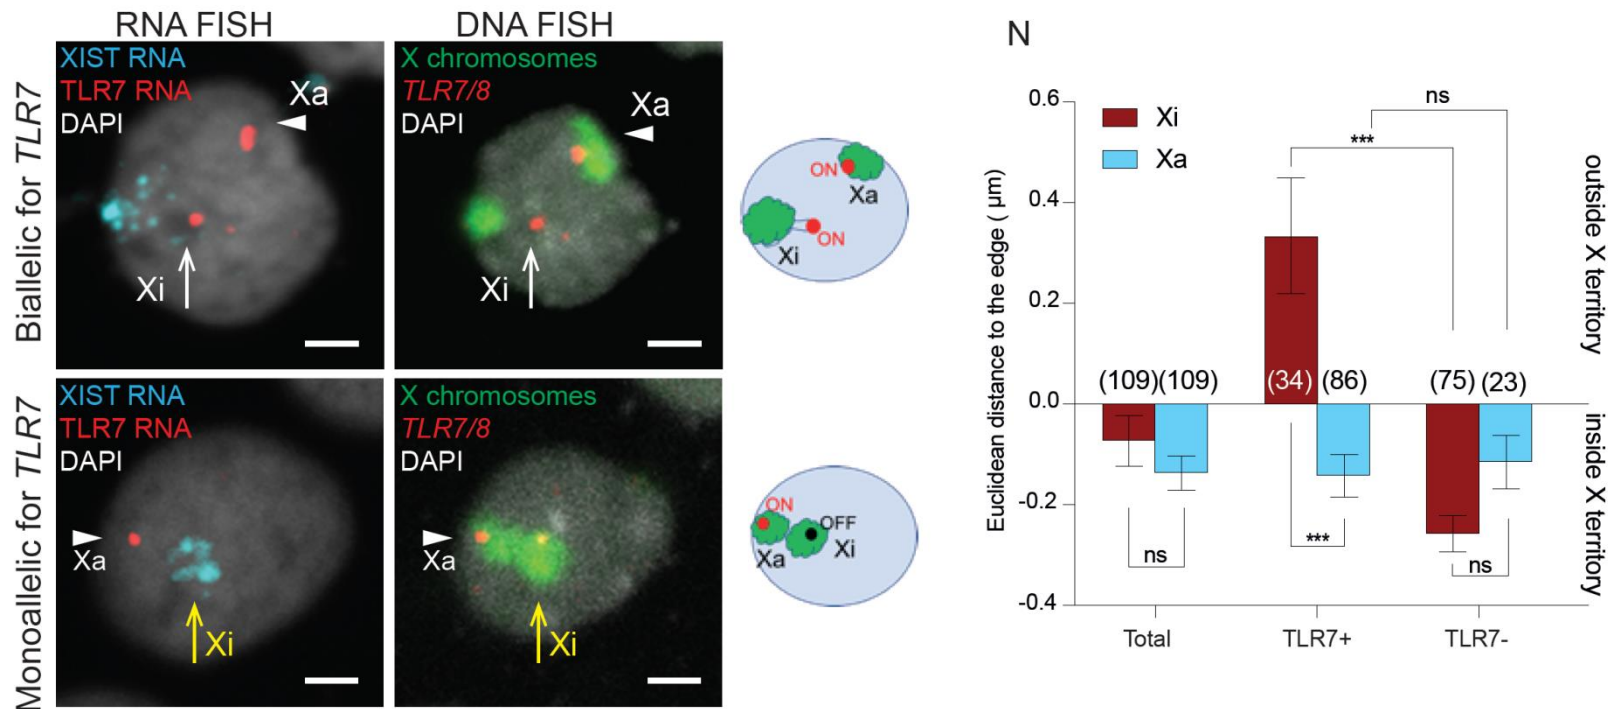 RNA FISH
DNA FISH
Biallelic for TLR7
XIST RNA
TLR7 RNA
DAPI
Xa
Xi
X chromosomes
TLR7/8
DAPI
Xa
Xi
ON
Xa
ON
Xi
Monoallelic for TLR7
XIST RNA
TLR7 RNA
DAPI
Xa
Xi
X chromosomes
TLR7/8
DAPI
Xa
Xi
ON
OFF
Xa
Xi
N
Euclidean distance to the edge ( µm)
0.6
0.4
0.2
0.0
-0.2
-0.4
Xi
Xa
ns
***
(109) (109)
(34) (86)
(75) (23)
ns
***
ns
Total
TLR7+
TLR7-
outside X territory
inside X territory